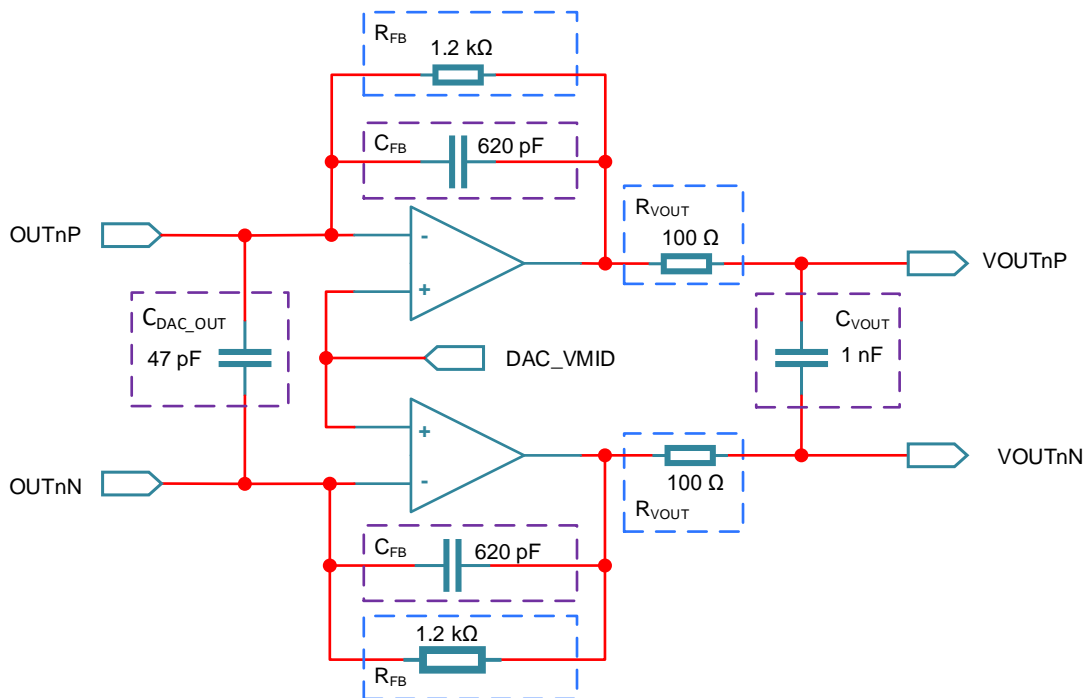 RFB
1.2 kΩ
CFB
620 pF
OUTnP
-
+
RVOUT
100 Ω
VOUTnP
CDAC_OUT
47 pF
DAC_VMID
CVOUT
1 nF
+
-
OUTnN
100 Ω
RVOUT
VOUTnN
CFB
620 pF
1.2 kΩ
RFB